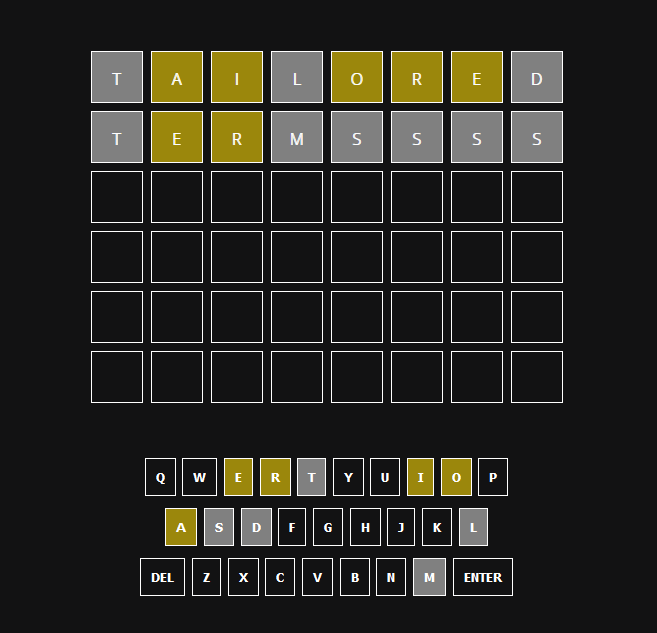 T A I L O R E D
T E R M S S S S
Q W E R T Y U I O P
A S D F G H J K L
DEL Z X C V B N M ENTER